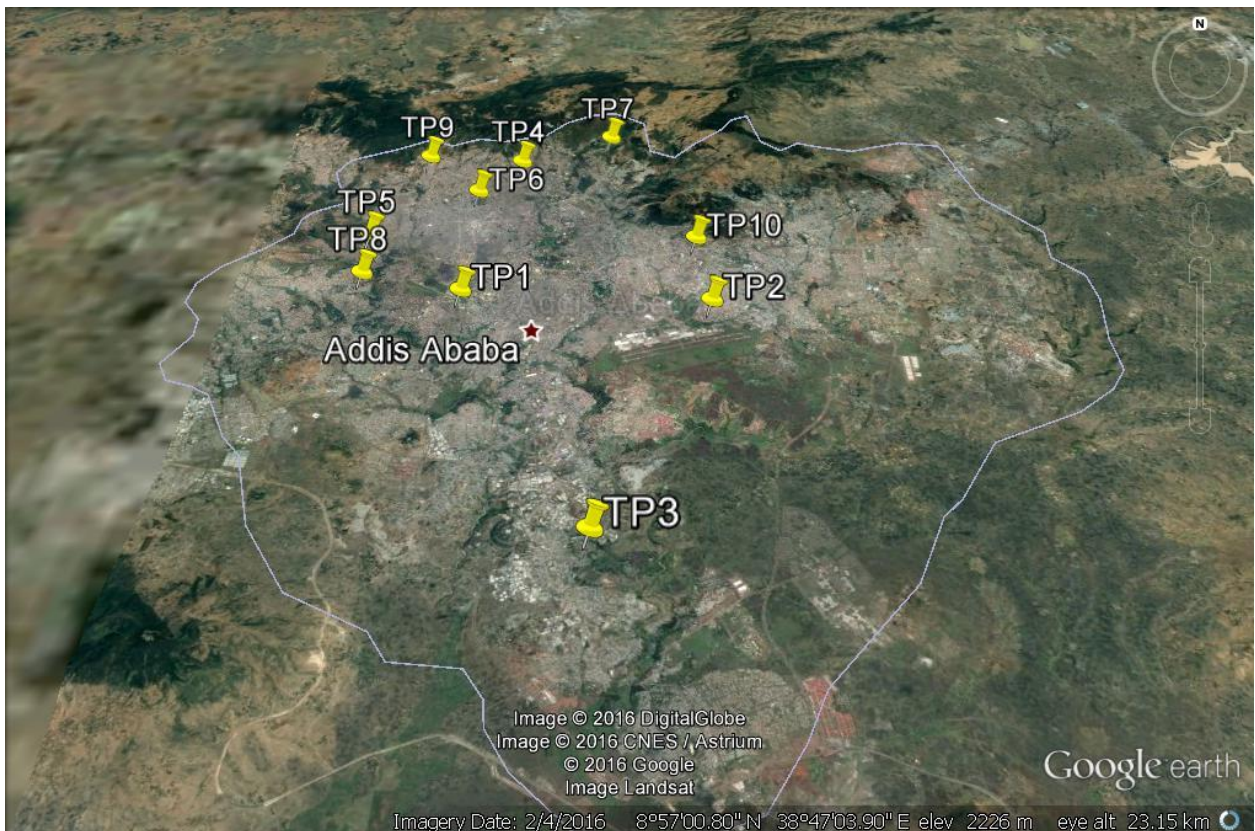 N
TP7
TP9
TP4
TP6
TP5
TP10
TP8
TP1
TP2
Addis Ababa
TP3
Image © 2016 DigitalGlobe
Image © 2016 CNES / Astrium
© 2016 Google
Image Landsat
Google earth
Imagery Date: 2/4/2016 8°57'00.80" N 38°47'03.90" E elev 2226 m eye alt 23.15 km